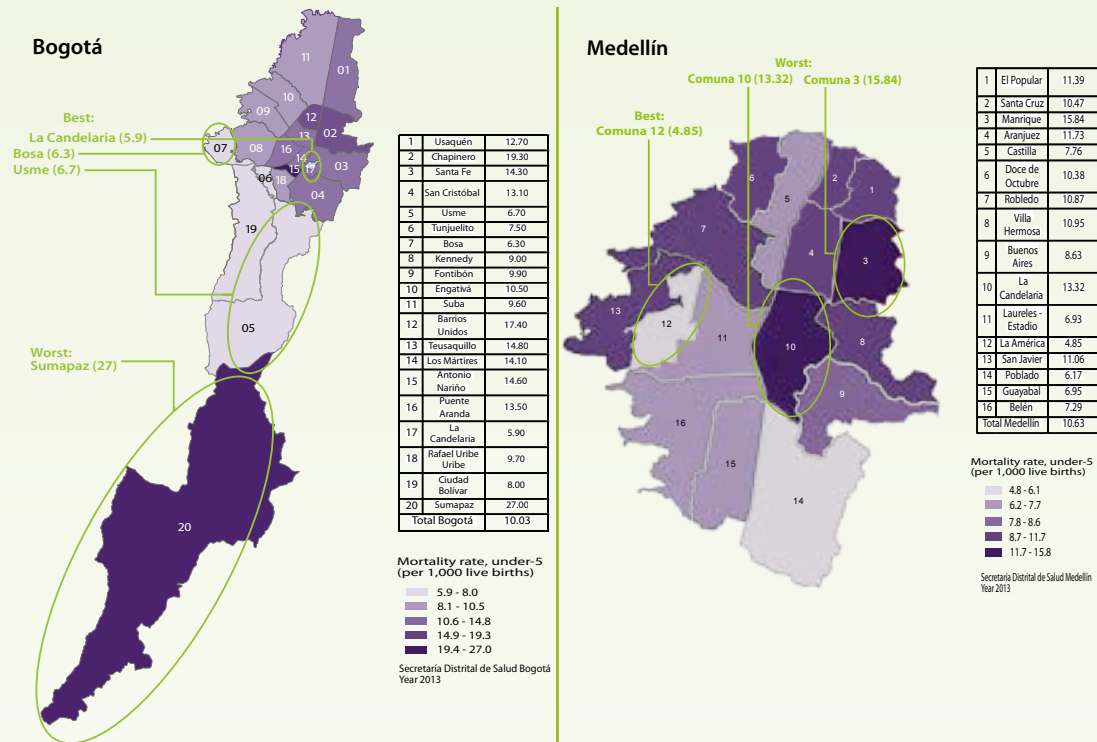 Bogotá
Best:
La Candelaria (5.9)
Bosa (6.3)
Usme (6.7)
Worst:
Sumapaz (27)
11
01
10
09
12
02
13
07
08
16
14
15
17
03
06
18
04
19
05
20
1 Usaquén 12.70
2 Chapinero 19.30
3 Santa Fe 14.30
4 San Cristóbal 13.10
5 Usme 6.70
6 Tunjuelito 7.50
7 Bosa 6.30
8 Kennedy 9.00
9 Fontibón 9.90
10 Engativá 10.50
11 Suba 9.60
12 Barrios
Unidos 17.40
13 Teusaquillo 14.80
14 Los Mártires 14.10
15 Antonio
Nariño 14.60
16 Puente
Aranda 13.50
17 La
Candelaria 5.90
18 Rafael Uribe
Uribe 9.70
19 Ciudad
Bolívar 8.00
20 Sumapaz 27.00
Total Bogotá 10.03
Mortality rate, under-5
(per 1,000 live births)
5.9 - 8.0
8.1 - 10.5
10.6 - 14.8
14.9 - 19.3
19.4 - 27.0
Secretaría Distrital de Salud Bogotá
Year 2013
Medellín
Worst:
Comuna 10 (13.32) Comuna 3 (15.84)
Best:
Comuna 12 (4.85)
6
2
1
5
7
4
3
13
12
11
10
8
9
16
15
14
1 El Popular 11.39
2 Santa Cruz 10.47
3 Manrique 15.84
4 Aranjuez 11.73
5 Castilla 7.76
6 Doce de
Octubre 10.38
7 Robledo 10.87
8 Villa
Hermosa 10.95
9 Buenos
Aires 8.63
10 La
Candelaria 13.32
11 Laureles -
Estadio 6.93
12 La América 4.85
13 San Javier 11.06
14 Poblado 6.17
15 Guayabal 6.95
16 Belén 7.29
Total Medellín 10.63
Mortality rate, under-5
(per 1,000 live births)
4.8 - 6.1
6.2 - 7.7
7.8 - 8.6
8.7 - 11.7
11.7 - 15.8
Secretaría Distrital de Salud Medellín
Year 2013